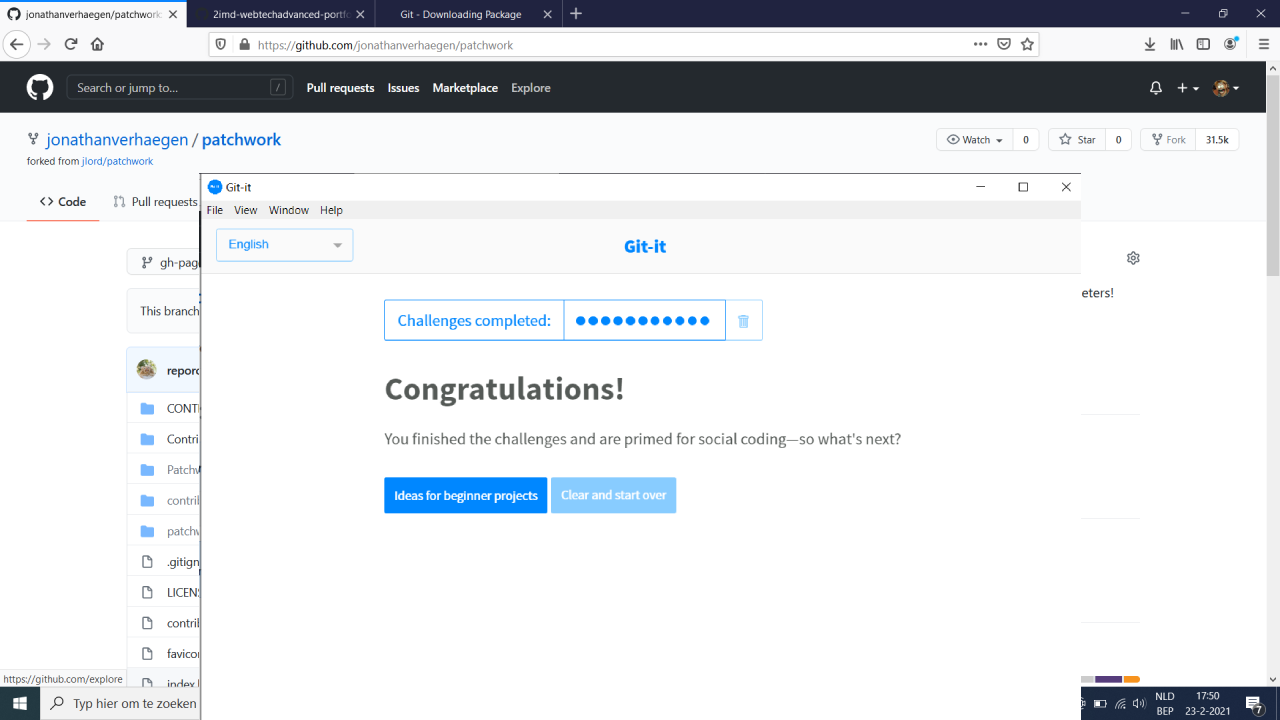 jonathanverhaegen/patchwork:
2imd-webtechadvanced-portfo
Git - Downloading Package
https://github.com/jonathanverhaegen/patchwork
Search or jump to...
/
Pull requests
Issues
Marketplace
Explore
jonathanverhaegen / patchwork
forked from jlord/patchwork
Watch
0
Star
0
Fork
31.5k
Code
Pull requests
Git-it
File
View
Window
Help
English
Git-it
gh-pag
eters!
This branch
Challenges completed:
reporo
Congratulations!
CONT
Contri
You finished the challenges and are primed for social coding—so what's next?
Patchw
contrib
Ideas for beginner projects
Clear and start over
patchw
.gitign
LICENS
contrib
favico
index.h
https://github.com/explore
Typ hier om te zoeken
NLD
BEP
17:50
23-2-2021
7